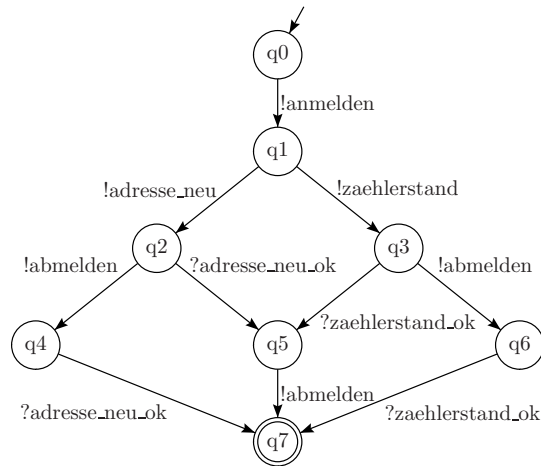 q0
!anmelden
q1
!adresse_neu
!zaehlerstand
q2
q3
!abmelden
?adresse_neu_ok
!abmelden
q4
q5
?zaehlerstand_ok
q6
!abmelden
?adresse_neu_ok
?zaehlerstand_ok
q7